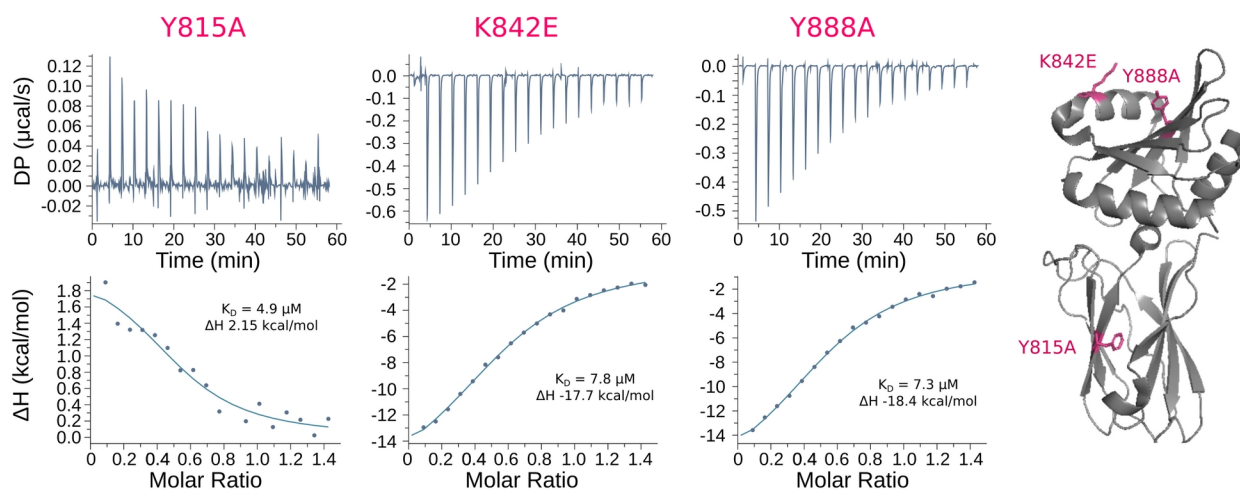 Y815A
K842E
Y888A
DP (µcal/s)
0.12
0.10
0.08
0.06
0.04
0.02
0.00
-0.02
0 10 20 30 40 50 60
Time (min)
0.0
-0.1
-0.2
-0.3
-0.4
-0.5
-0.6
0 10 20 30 40 50 60
Time (min)
0.0
-0.1
-0.2
-0.3
-0.4
-0.5
0 10 20 30 40 50 60
Time (min)
ΔH (kcal/mol)
1.8
1.6
1.4
1.2
1.0
0.8
0.6
0.4
0.2
0.0
KD = 4.9 µM
ΔH 2.15 kcal/mol
0 0.2 0.4 0.6 0.8 1.0 1.2 1.4
Molar Ratio
-2
-4
-6
-8
-10
-12
-14
KD = 7.8 µM
ΔH -17.7 kcal/mol
0 0.2 0.4 0.6 0.8 1.0 1.2 1.4
Molar Ratio
-2
-4
-6
-8
-10
-12
-14
KD = 7.3 µM
ΔH -18.4 kcal/mol
0 0.2 0.4 0.6 0.8 1.0 1.2 1.4
Molar Ratio
K842E
Y888A
Y815A